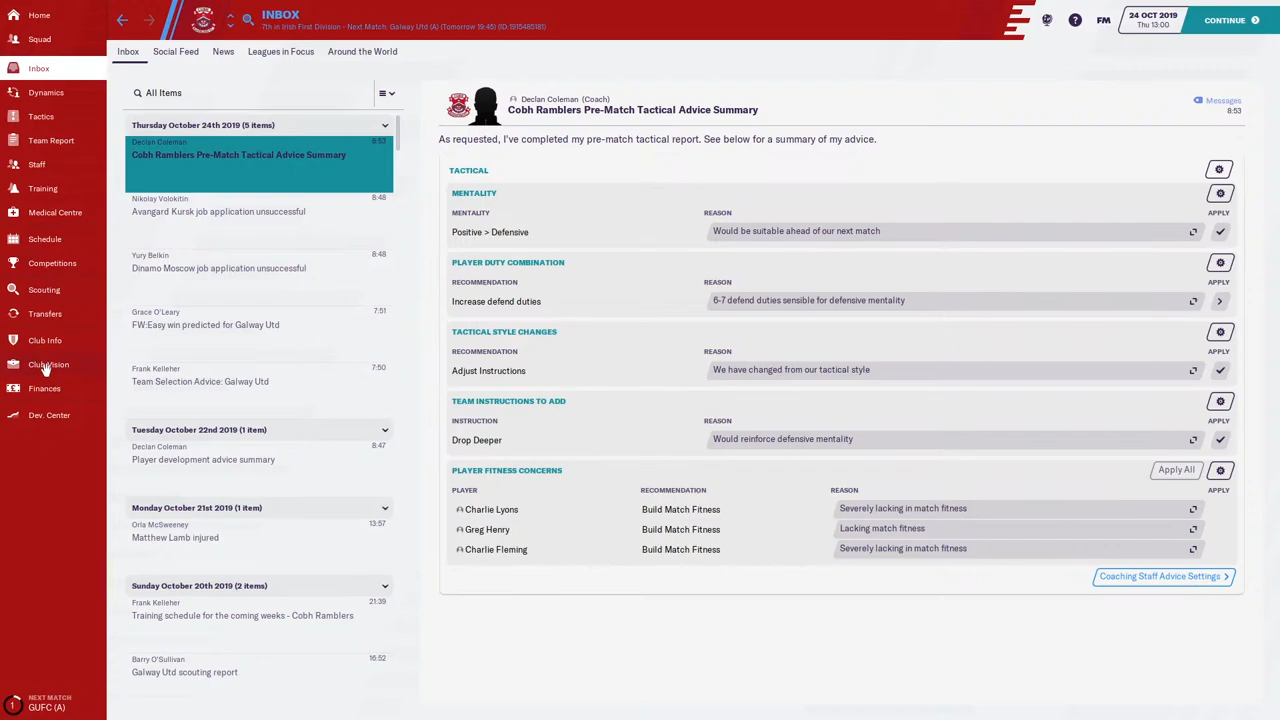 Home
Squad
Inbox
Dynamics
Tactics
Team Report
Staff
Training
Medical Centre
Schedule
Competitions
Scouting
Transfers
Club Info
Club Vision
Finances
Dev. Center
1
NEXT MATCH
GUFC (A)
INBOX
7th in Irish First Division - Next Match: Galway Utd (A) (Tomorrow 19:45) (ID:1915485181)
?
FM
24 OCT 2019
Thu 13:00
CONTINUE
Inbox Social Feed News Leagues in Focus Around the World
All Items
Thursday October 24th 2019 (5 items)
Declan Coleman 8:53
Cobh Ramblers Pre-Match Tactical Advice Summary
Nikolay Volokitin 8:48
Avangard Kursk job application unsuccessful
Yury Belkin 8:48
Dinamo Moscow job application unsuccessful
Grace O'Leary 7:51
FW:Easy win predicted for Galway Utd
Frank Kelleher 7:50
Team Selection Advice: Galway Utd
Tuesday October 22nd 2019 (1 item)
Declan Coleman 8:47
Player development advice summary
Monday October 21st 2019 (1 item)
Orla McSweeney 13:57
Matthew Lamb injured
Sunday October 20th 2019 (2 items)
Frank Kelleher 21:39
Training schedule for the coming weeks - Cobh Ramblers
Barry O'Sullivan 16:52
Galway Utd scouting report
Declan Coleman (Coach)
Cobh Ramblers Pre-Match Tactical Advice Summary
Messages
8:53
As requested, I've completed my pre-match tactical report. See below for a summary of my advice.
TACTICAL
MENTALITY
MENTALITY REASON APPLY
Positive > Defensive Would be suitable ahead of our next match
PLAYER DUTY COMBINATION
RECOMMENDATION REASON APPLY
Increase defend duties 6-7 defend duties sensible for defensive mentality
TACTICAL STYLE CHANGES
RECOMMENDATION REASON APPLY
Adjust Instructions We have changed from our tactical style
TEAM INSTRUCTIONS TO ADD
INSTRUCTION REASON APPLY
Drop Deeper Would reinforce defensive mentality
PLAYER FITNESS CONCERNS Apply All
PLAYER RECOMMENDATION REASON APPLY
Charlie Lyons Build Match Fitness Severely lacking in match fitness
Greg Henry Build Match Fitness Lacking match fitness
Charlie Fleming Build Match Fitness Severely lacking in match fitness
Coaching Staff Advice Settings